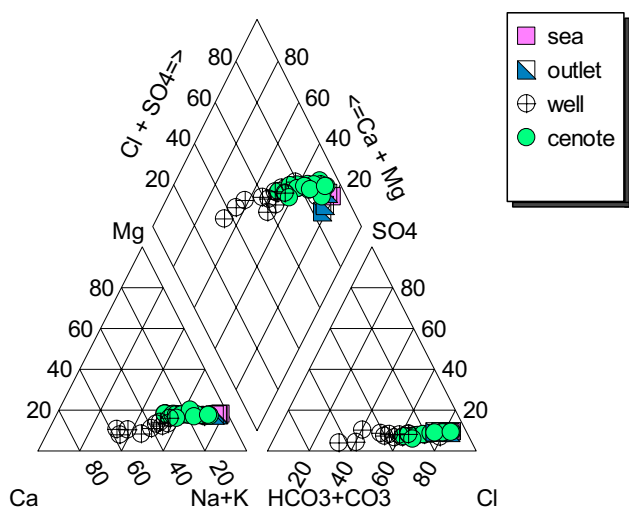 sea
outlet
well
cenote
80 80
60 60
Cl + SO4=>
<=Ca + Mg
40 40
20 20
Mg SO4
80 80
60 60
40 40
20 20
80 60 40 20 20 40 60 80
Ca Na+K HCO3+CO3 Cl